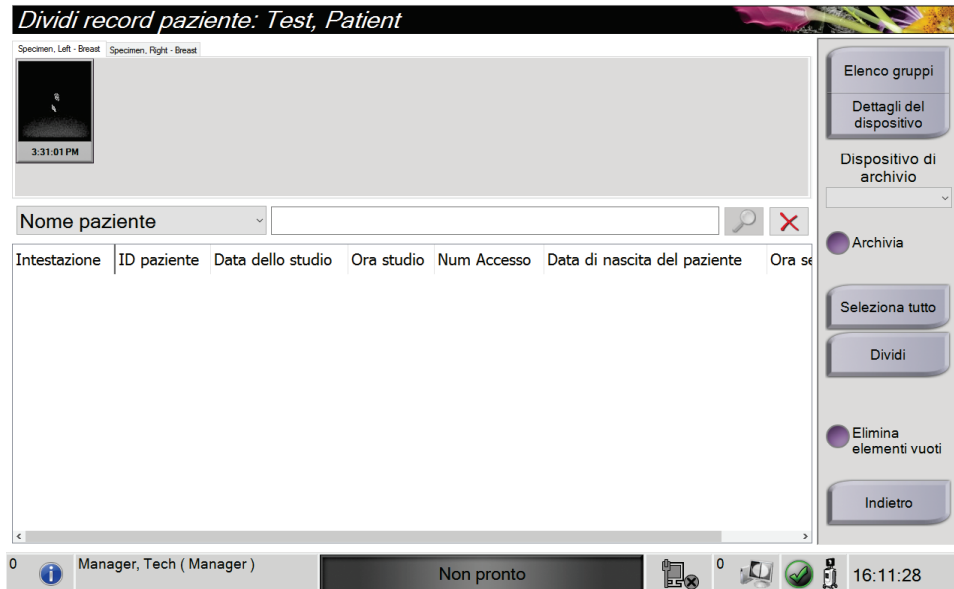 Dividi record paziente: Test, Patient
Specimen, Left - Breast Specimen, Right - Breast
3:31:01 PM
Nome paziente
Intestazione ID paziente Data dello studio Ora studio Num Accesso Data di nascita del paziente Ora se
Elenco gruppi
Dettagli del
dispositivo
Dispositivo di
archivio
Archivia
Seleziona tutto
Dividi
Elimina
elementi vuoti
Indietro
0 Manager, Tech ( Manager ) Non pronto 0 16:11:28